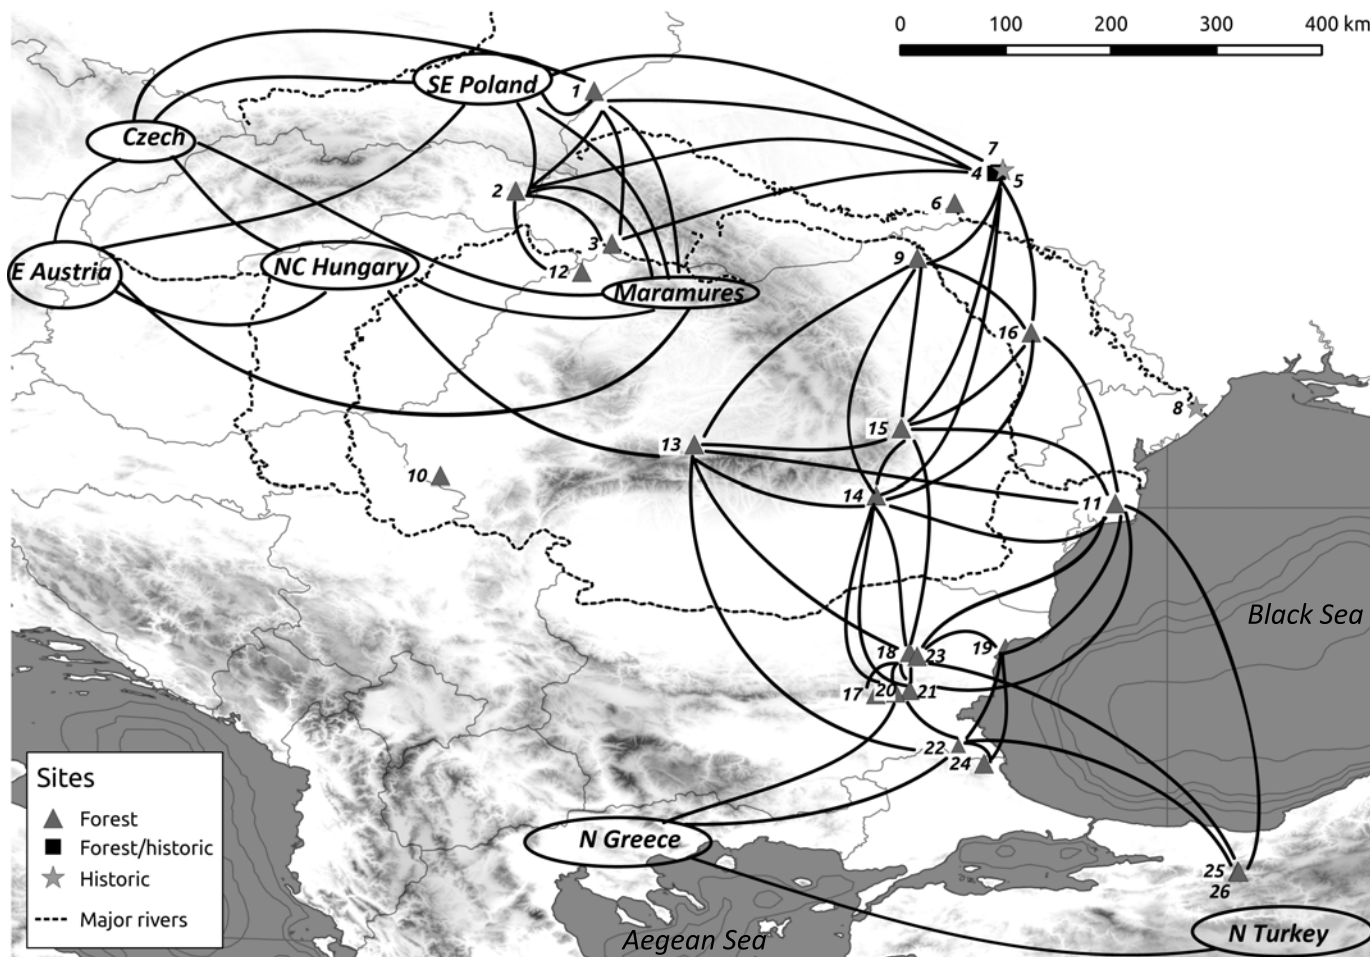 0 100 200 300 400 km
SE Poland
1
Czech
7
4
5
2
6
3
9
E Austria
NC Hungary
12
Maramures
16
8
15
13
10
14
11
Black Sea
18
23
19
17
20
21
22
24
Sites
Forest
Forest/historic
Historic
Major rivers
N Greece
25
26
Aegean Sea
N Turkey